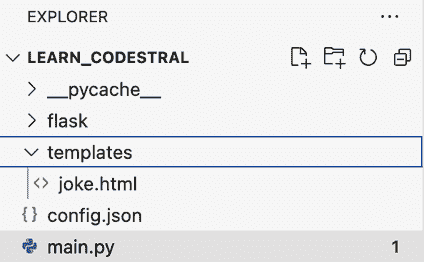 EXPLORER
LEARN_CODESTRAL
__pycache__
flask
templates
joke.html
config.json
main.py 1